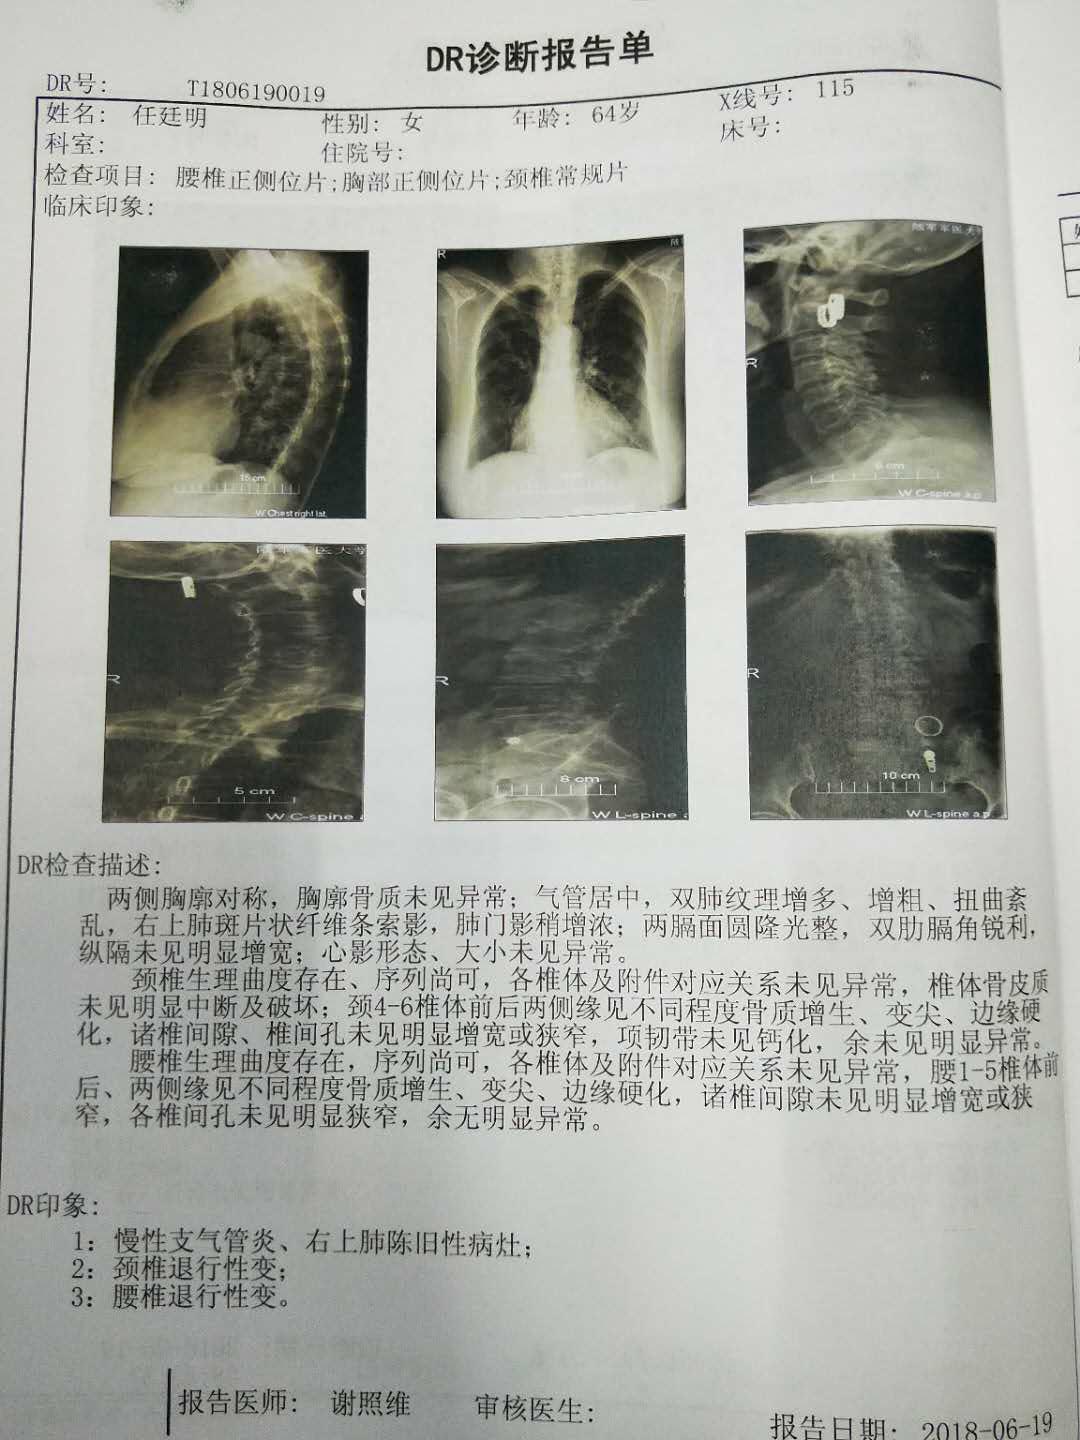 DR诊断报告单
DR号: T1806190019
姓名: 任廷明 性别: 女 年龄: 64岁 X线号: 115
科室: 住院号: 床号:
检查项目: 腰椎正侧位片;胸部正侧位片;颈椎常规片
临床印象:
R
陆军军医大
R
15 cm
W Chest right lat.
6 cm
W C-spine a.p
陆军军医大学
R
R
R
5 cm
W C-spine
8 cm
W L-spine
10 cm
W L-spine a.p
DR检查描述:
两侧胸廓对称，胸廓骨质未见异常；气管居中，双肺纹理增多、增粗、扭曲紊
乱，右上肺斑片状纤维条索影，肺门影稍增浓；两膈面圆隆光整，双肋膈角锐利，
纵隔未见明显增宽；心影形态、大小未见异常。
颈椎生理曲度存在、序列尚可，各椎体及附件对应关系未见异常，椎体骨皮质
未见明显中断及破坏；颈4-6椎体前后两侧缘见不同程度骨质增生、变尖、边缘硬
化，诸椎间隙、椎间孔未见明显增宽或狭窄，项韧带未见钙化，余未见明显异常。
腰椎生理曲度存在，序列尚可，各椎体及附件对应关系未见异常，腰1-5椎体前
后、两侧缘见不同程度骨质增生、变尖、边缘硬化，诸椎间隙未见明显增宽或狭
窄，各椎间孔未见明显狭窄，余无明显异常。
DR印象:
1: 慢性支气管炎、右上肺陈旧性病灶；
2: 颈椎退行性变；
3: 腰椎退行性变。
报告医师: 谢照维 审核医生:
报告日期: 2018-06-19